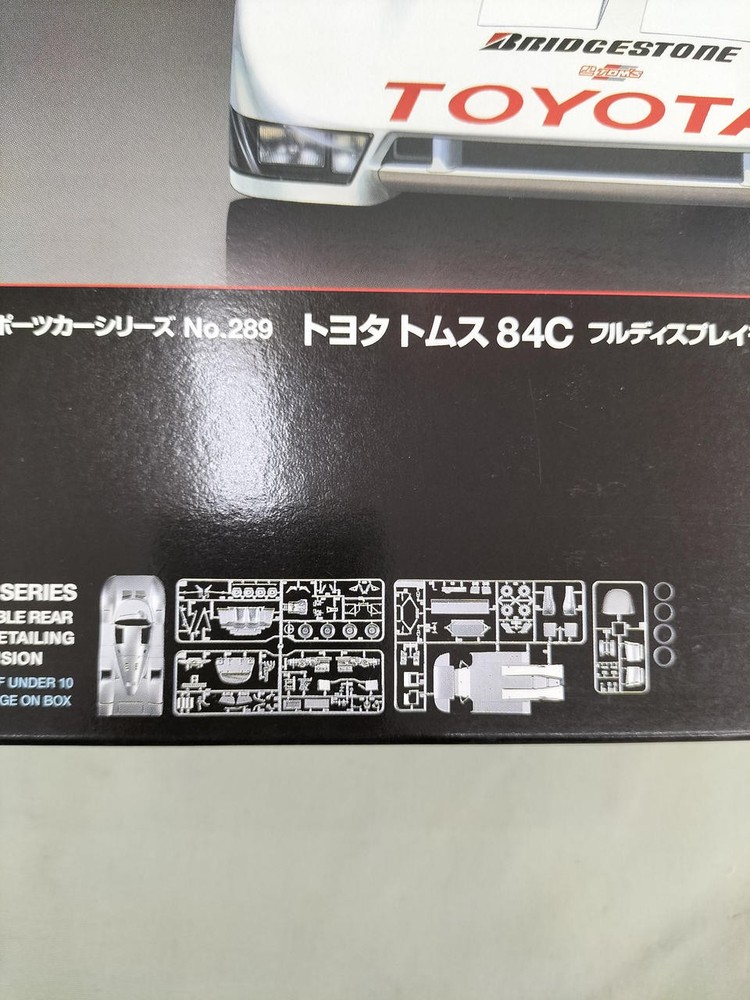 BRIDGESTONE
TOM'S
TOYOTA
ポーツカーシリーズ No.289 トヨタ トムス 84C フルディスプレイ
SERIES
BLE REAR
ETAILING
SION
F UNDER 10
GE ON BOX